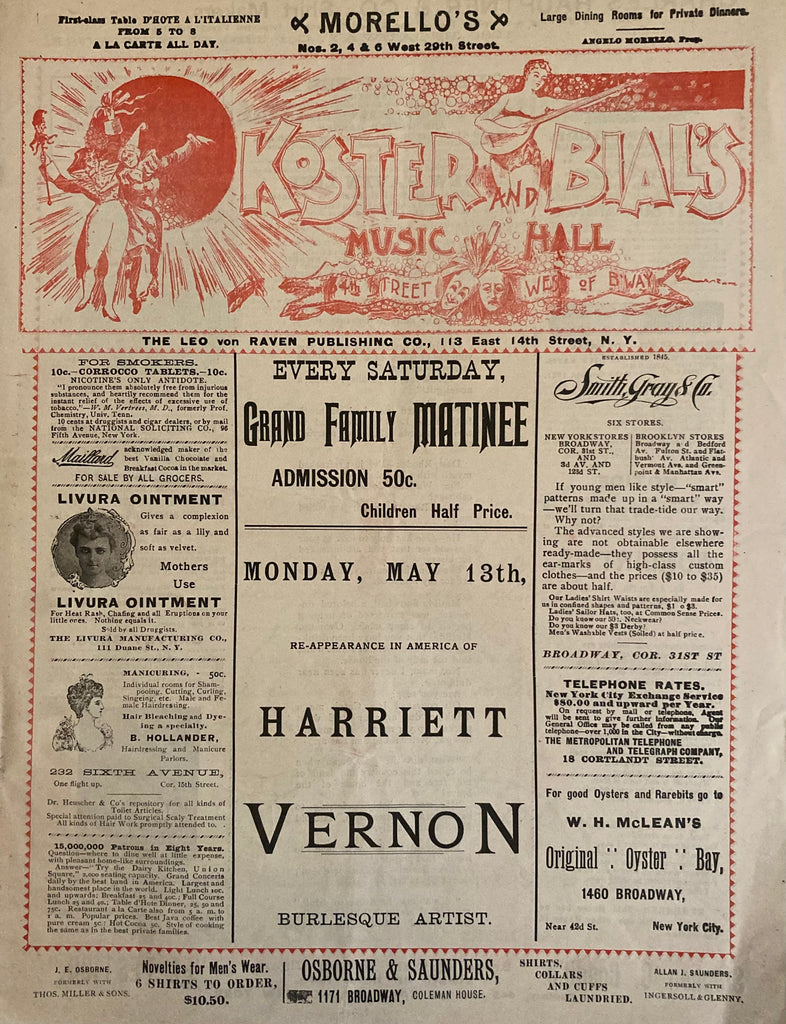 First-class Table D'HOTE A L'ITALIENNE
FROM 5 TO 8
A LA CARTE ALL DAY.
MORELLO'S
Nos. 2, 4 & 6 West 29th Street.
Large Dining Rooms for Private Dinners.
ANGELO MORELLO, Prop.
KOSTER AND BIAL'S
MUSIC HALL
34th STREET WEST OF B'WAY
THE LEO von RAVEN PUBLISHING CO., 113 East 14th Street, N. Y.
FOR SMOKERS.
10c.—CORROCO TABLETS.—10c.
NICOTINE'S ONLY ANTIDOTE.
"I pronounce them absolutely free from injurious
substances, and heartily recommend them for the
instant relief of the effects of excessive use of
tobacco."—W. M. Vertrees, M. D., formerly Prof.
Chemistry, Univ. Tenn.
10 cents at druggists and cigar dealers, or by mail
from the NATIONAL SOLICITING CO., 96
Fifth Avenue, New York.
Maillard acknowledged maker of the
best Vanilla Chocolate and
Breakfast Cocoa in the market.
FOR SALE BY ALL GROCERS.
LIVURA OINTMENT
Gives a complexion
as fair as a lily and
soft as velvet.
Mothers
Use
LIVURA OINTMENT
For Heat Rash, Chafing and all Eruptions on your
little ones. Nothing equals it.
Sold by all Druggists.
THE LIVURA MANUFACTURING CO.,
111 Duane St., N. Y.
MANICURING, - 50c.
Individual rooms for Sham-
pooing, Cutting, Curling,
Singeing, etc. Male and Fe-
male Hairdressing.
Hair Bleaching and Dye-
ing a specialty.
B. HOLLANDER,
Hairdressing and Manicure
Parlors.
232 SIXTH AVENUE,
One flight up. Cor. 15th Street.
Dr. Heuscher & Co's repository for all kinds of
Toilet Articles.
Special attention paid to Surgical Scaly Treatment
All kinds of Hair Work promptly attended to.
15,000,000 Patrons in Eight Years.
Question—where to dine well at little expense,
with pleasant home-like surroundings.
Answer—"Try the Dairy Kitchen, Union
Square," 2,000 seating capacity. Grand Concerts
daily by the best band in America. Largest and
handsomest place in the world. Light Lunch 10c.
and upwards; Breakfast 25 and 40c.; Full Course
Lunch 25 and 40.; Table d'Hote Dinner, 25, 50 and
75c. Restaurant a la Carte also from 5 a. m. to
1 a. m. Popular prices. Best Java coffee with
pure cream 5c.; Hot Cocoa 5c. Style of cooking
the same as in the best private families.
EVERY SATURDAY,
GRAND FAMILY MATINEE
ADMISSION 50c.
Children Half Price.
MONDAY, MAY 13th,
RE-APPEARANCE IN AMERICA OF
HARRIETT
VERNON
BURLESQUE ARTIST.
ESTABLISHED 1845.
Smith, Gray & Co.
SIX STORES.
NEW YORK STORES
BROADWAY,
COR. 31st ST.,
AND
3d AV. AND
123d ST.
BROOKLYN STORES
Broadway and Bedford
Av. Fulton St. and Flat-
bush Av. Atlantic and
Vermont Avs. and Green-
point & Manhattan Avs.
If young men like style—"smart"
patterns made up in a "smart" way
—we'll turn that trade-tide our way.
Why not?
The advanced styles we are show-
ing are not obtainable elsewhere
ready-made—they possess all the
ear-marks of high-class custom
clothes—and the prices ($10 to $35)
are about half.
Our Ladies' Shirt Waists are especially made for
us in confined shapes and patterns, $1 to $3.
Ladies' Sailor Hats, too, at Common Sense Prices.
Do you know our 50c. Neckwear?
Do you know our $3 Derby?
Men's Washable Vests (Soiled) at half price.
BROADWAY, COR. 31ST ST
TELEPHONE RATES.
New York City Exchange Service
$80.00 and upward per Year.
On request by mail or telephone, Agent
will be sent to give further information. Our
General Office may be called from any public
telephone—over 1,000 in the City—without charge.
THE METROPOLITAN TELEPHONE
AND TELEGRAPH COMPANY,
18 CORTLANDT STREET.
For good Oysters and Rarebits go to
W. H. McLEAN'S
Original Oyster Bay,
1460 BROADWAY,
Near 42d St. New York City.
J. E. OSBORNE,
FORMERLY WITH
THOS. MILLER & SONS.
Novelties for Men's Wear.
6 SHIRTS TO ORDER,
$10.50.
OSBORNE & SAUNDERS,
1171 BROADWAY, COLEMAN HOUSE.
SHIRTS,
COLLARS
AND CUFFS
LAUNDRIED.
ALLAN J. SAUNDERS,
FORMERLY WITH
INGERSOLL & GLENNY,